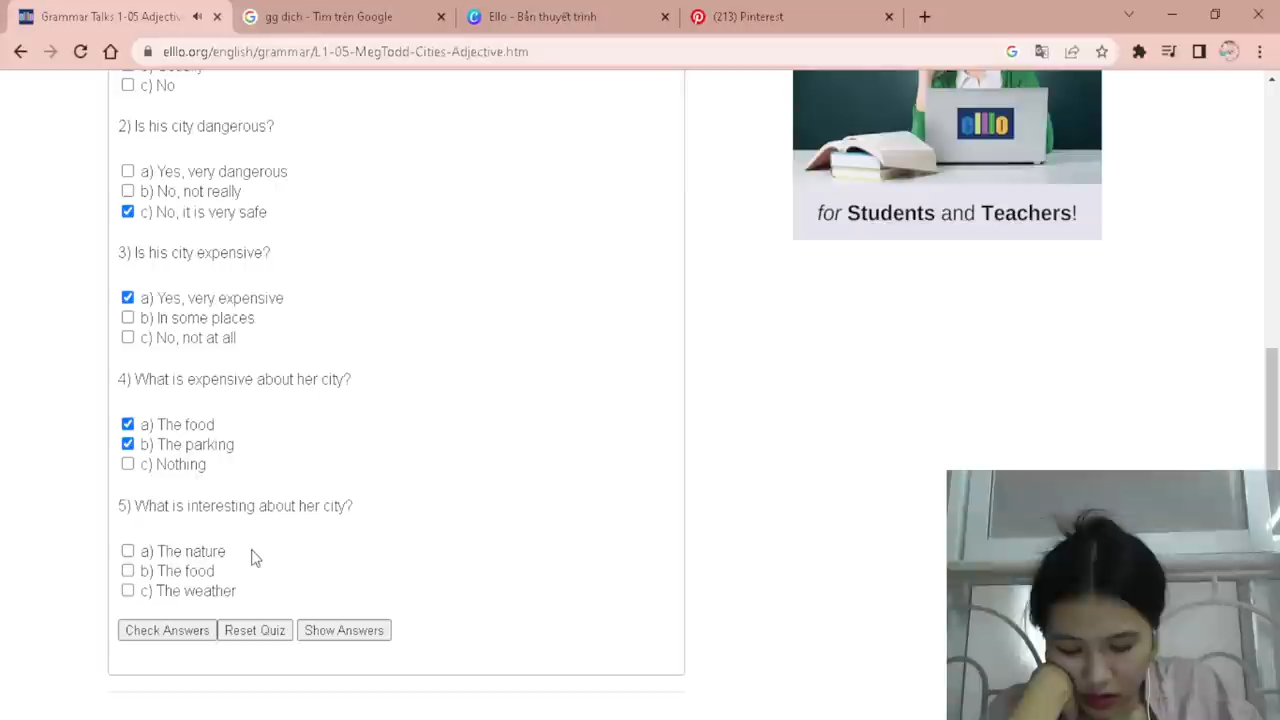 Grammar Talks 1-05 Adjectiv
gg dịch - Tìm trên Google
Ello - Bản thuyết trình
(213) Pinterest
elllo.org/english/grammar/L1-05-MegTodd-Cities-Adjective.htm
c) No
2) Is his city dangerous?
a) Yes, very dangerous
b) No, not really
c) No, it is very safe
3) Is his city expensive?
a) Yes, very expensive
b) In some places
c) No, not at all
4) What is expensive about her city?
a) The food
b) The parking
c) Nothing
5) What is interesting about her city?
a) The nature
b) The food
c) The weather
Check Answers Reset Quiz Show Answers
elllo
for Students and Teachers!